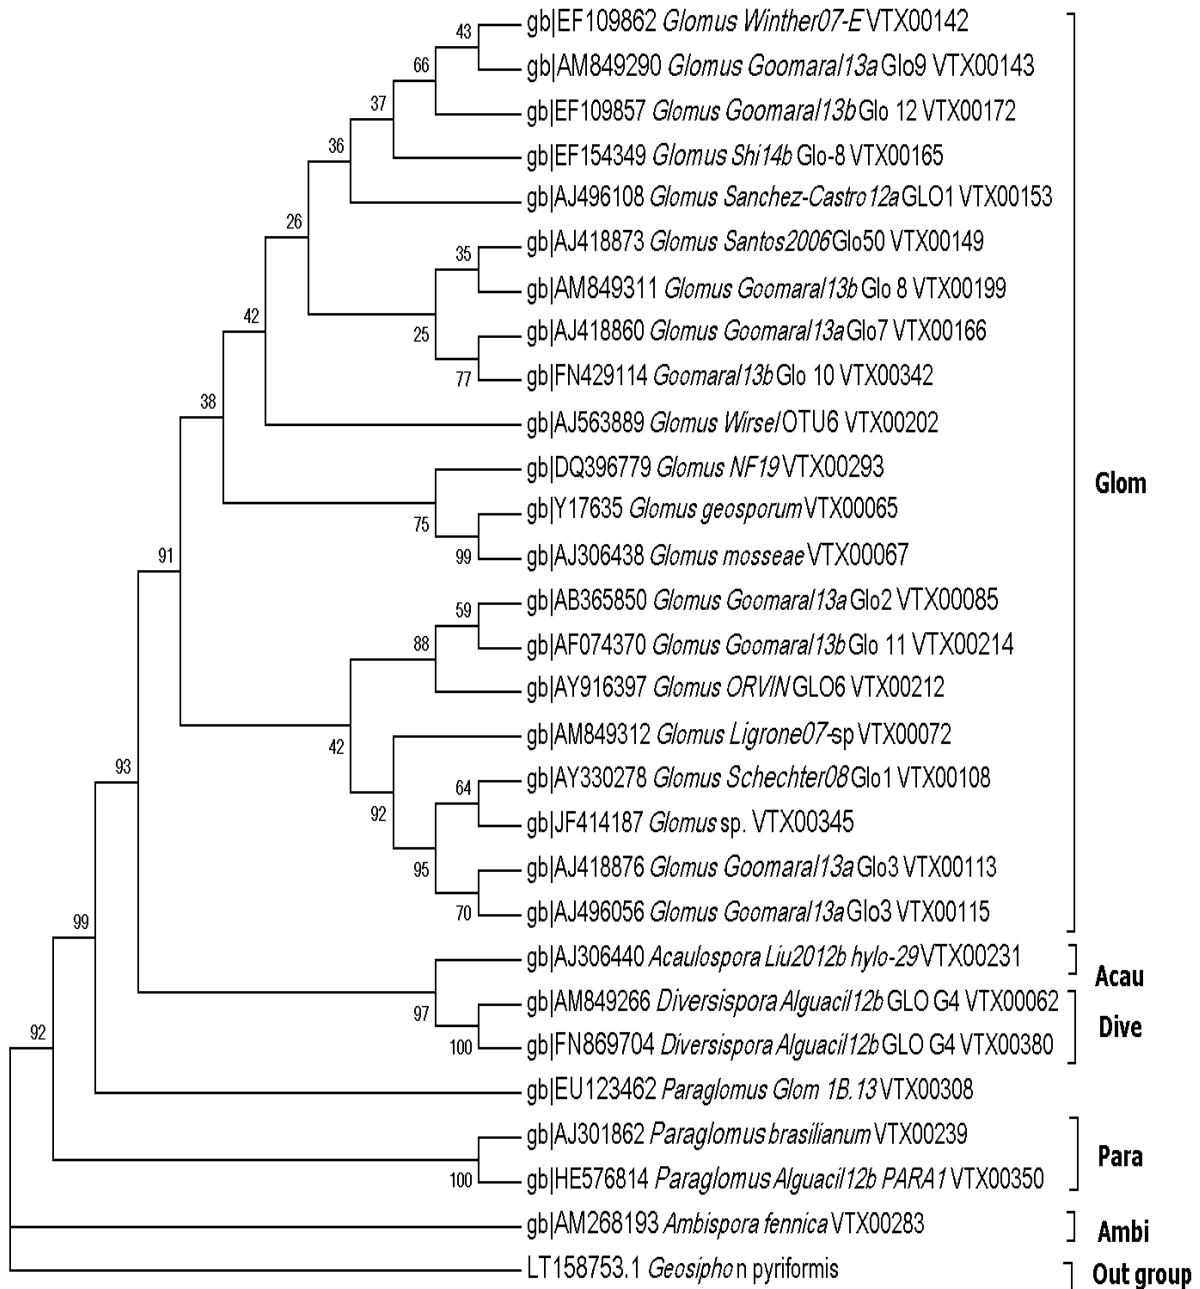 43
gb|EF109862 Glomus Winther07-E VTX00142
66
gb|AM849290 Glomus Goomaral13a Glo9 VTX00143
37
gb|EF109857 Glomus Goomaral13b Glo 12 VTX00172
36
gb|EF154349 Glomus Shi14b Glo-8 VTX00165
gb|AJ496108 Glomus Sanchez-Castro12a GLO1 VTX00153
26
35
gb|AJ418873 Glomus Santos2006 Glo50 VTX00149
gb|AM849311 Glomus Goomaral13b Glo 8 VTX00199
42
25
gb|AJ418860 Glomus Goomaral13a Glo7 VTX00166
77
gb|FN429114 Goomaral13b Glo 10 VTX00342
38
gb|AJ563889 Glomus Wirsel OTU6 VTX00202
gb|DQ396779 Glomus NF19 VTX00293
Glom
75
gb|Y17635 Glomus geosporum VTX00065
91
99
gb|AJ306438 Glomus mosseae VTX00067
59
gb|AB365850 Glomus Goomaral13a Glo2 VTX00085
88
gb|AF074370 Glomus Goomaral13b Glo 11 VTX00214
gb|AY916397 Glomus ORVIN GLO6 VTX00212
42
gb|AM849312 Glomus Ligrone07-sp VTX00072
93
64
gb|AY330278 Glomus Schechter08 Glo1 VTX00108
92
gb|JF414187 Glomus sp. VTX00345
95
gb|AJ418876 Glomus Goomaral13a Glo3 VTX00113
70
gb|AJ496056 Glomus Goomaral13a Glo3 VTX00115
99
gb|AJ306440 Acaulospora Liu2012b hylo-29 VTX00231
Acau
97
gb|AM849266 Diversispora Alguacil12b GLO G4 VTX00062
Dive
92
100
gb|FN869704 Diversispora Alguacil12b GLO G4 VTX00380
gb|EU123462 Paraglomus Glom 1B.13 VTX00308
gb|AJ301862 Paraglomus brasilianum VTX00239
Para
100
gb|HE576814 Paraglomus Alguacil12b PARA1 VTX00350
gb|AM268193 Ambispora fennica VTX00283
Ambi
LT158753.1 Geosiphon pyriformis
Out group